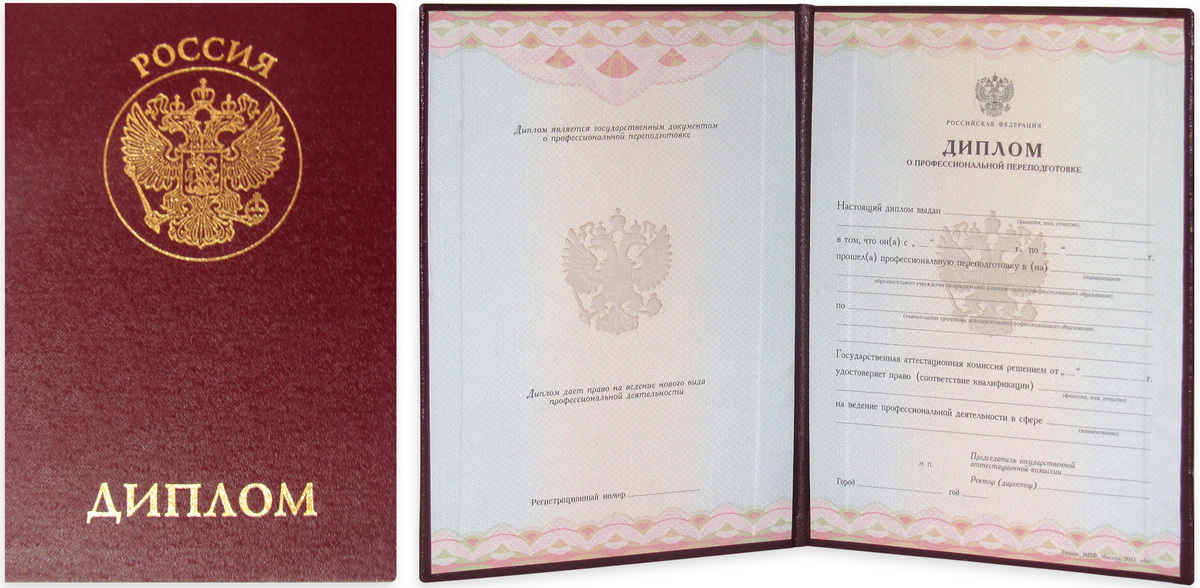 РОССИЯ
ДИПЛОМ
Диплом является государственным документом
о профессиональной переподготовке
Диплом дает право на ведение нового вида
профессиональной деятельности
Регистрационный номер
РОССИЙСКАЯ ФЕДЕРАЦИЯ
ДИПЛОМ
О ПРОФЕССИОНАЛЬНОЙ ПЕРЕПОДГОТОВКЕ
Настоящий диплом выдан
(фамилия, имя, отчество)
в том, что он(а) с „ “ г. по „ “ г.
прошел(а) профессиональную переподготовку в (на)
(наименование
образовательного учреждения (подразделения) дополнительного профессионального образования)
по
(наименование программы дополнительного профессионального образования)
Государственная аттестационная комиссия решением от „ “ г.
удостоверяет право (соответствие квалификации)
(фамилия, имя, отчество)
на ведение профессиональной деятельности в сфере
(наименование)
м. п.
Председатель государственной
аттестационной комиссии
Ректор (директор)
Город год
Гознак, МПФ, Москва, 2011,